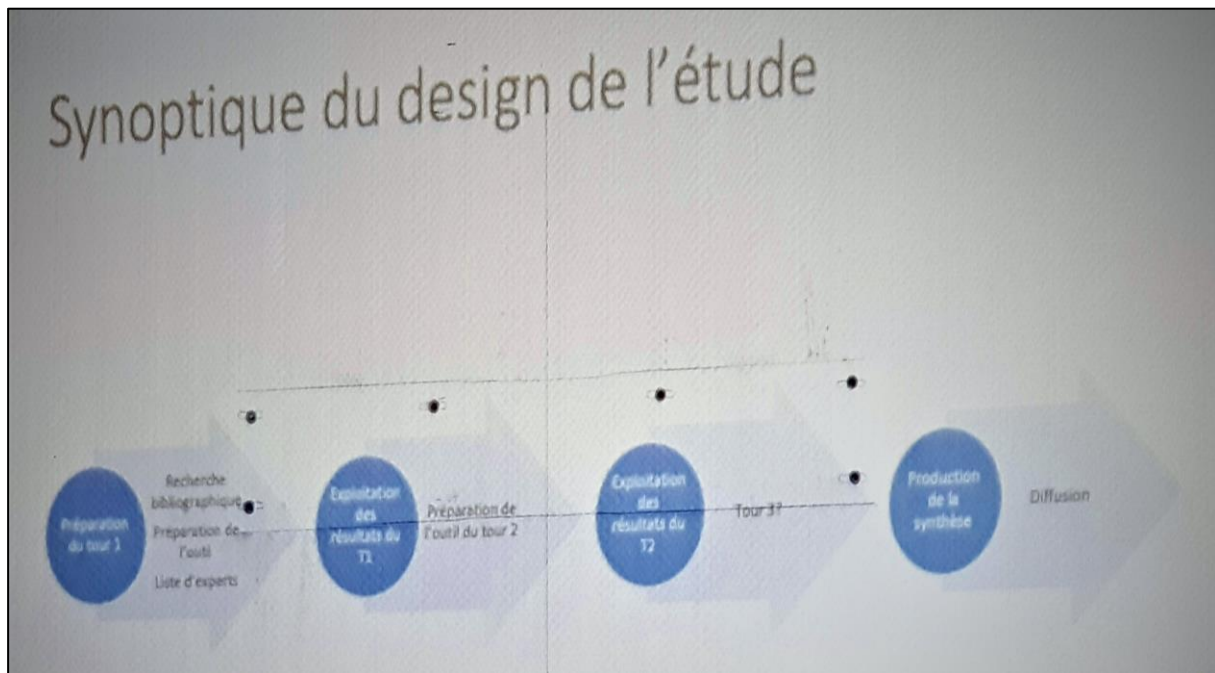 Synoptique du design de l'étude
Préparation
du tour 1
Recherche
bibliographique
Préparation de
l'outil
Liste d'experts
Exploitation
des
résultats du
T1
Préparation de
l'outil du tour 2
Exploitation
des
résultats du
T2
Tour 3?
Production
de la
synthèse
Diffusion